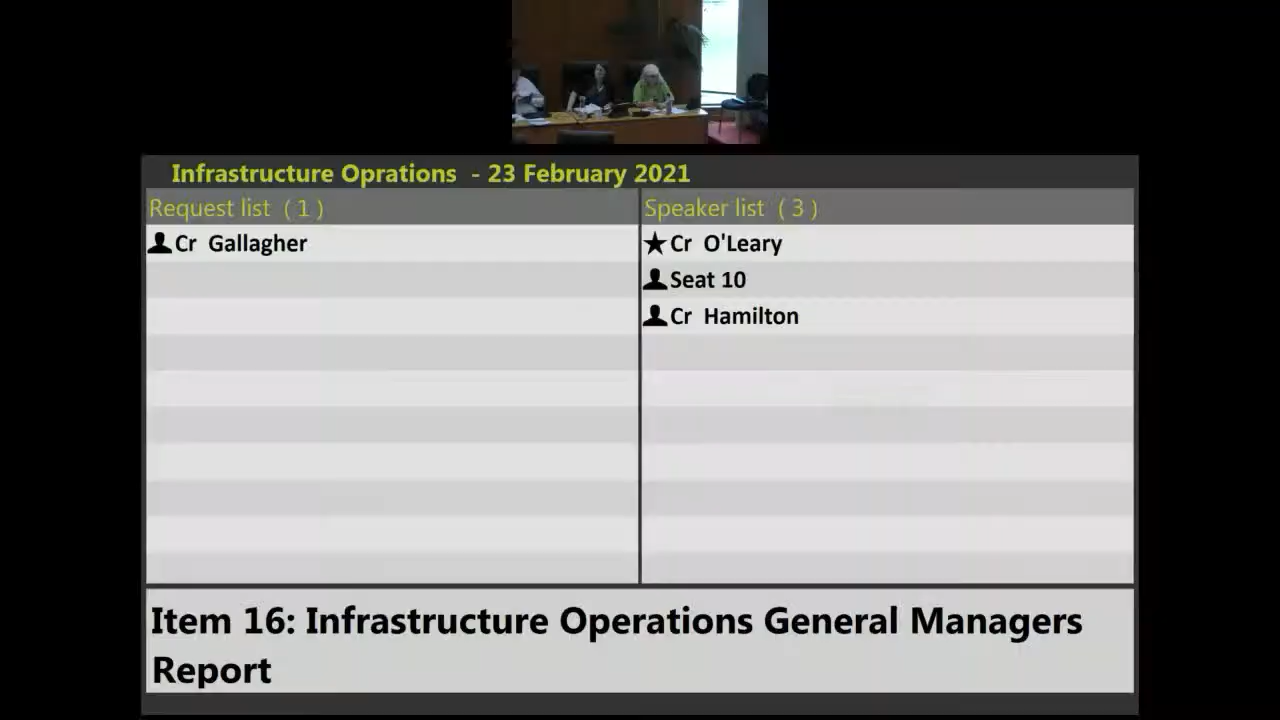 Infrastructure Oprations - 23 February 2021
Request list ( 1 )
Cr Gallagher
Speaker list ( 3 )
Cr O'Leary
Seat 10
Cr Hamilton
Item 16: Infrastructure Operations General Managers
Report